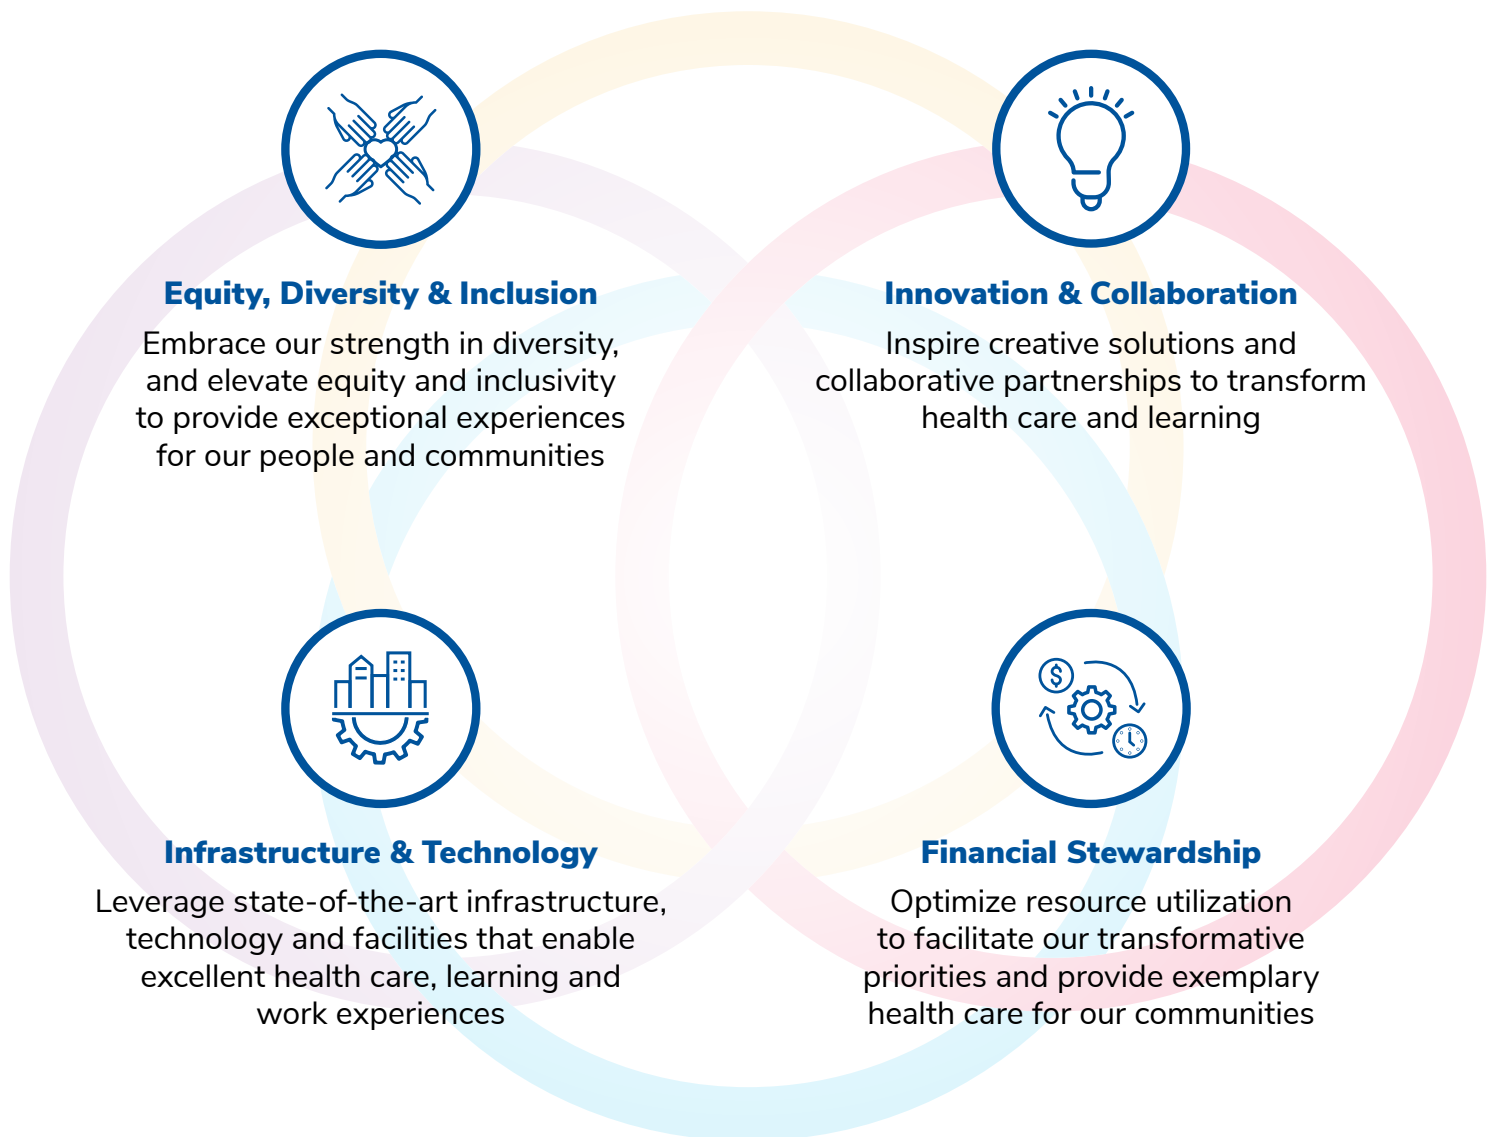 Equity, Diversity & Inclusion
Embrace our strength in diversity,
and elevate equity and inclusivity
to provide exceptional experiences
for our people and communities
Innovation & Collaboration
Inspire creative solutions and
collaborative partnerships to transform
health care and learning
Infrastructure & Technology
Leverage state-of-the-art infrastructure,
technology and facilities that enable
excellent health care, learning and
work experiences
$
Financial Stewardship
Optimize resource utilization
to facilitate our transformative
priorities and provide exemplary
health care for our communities